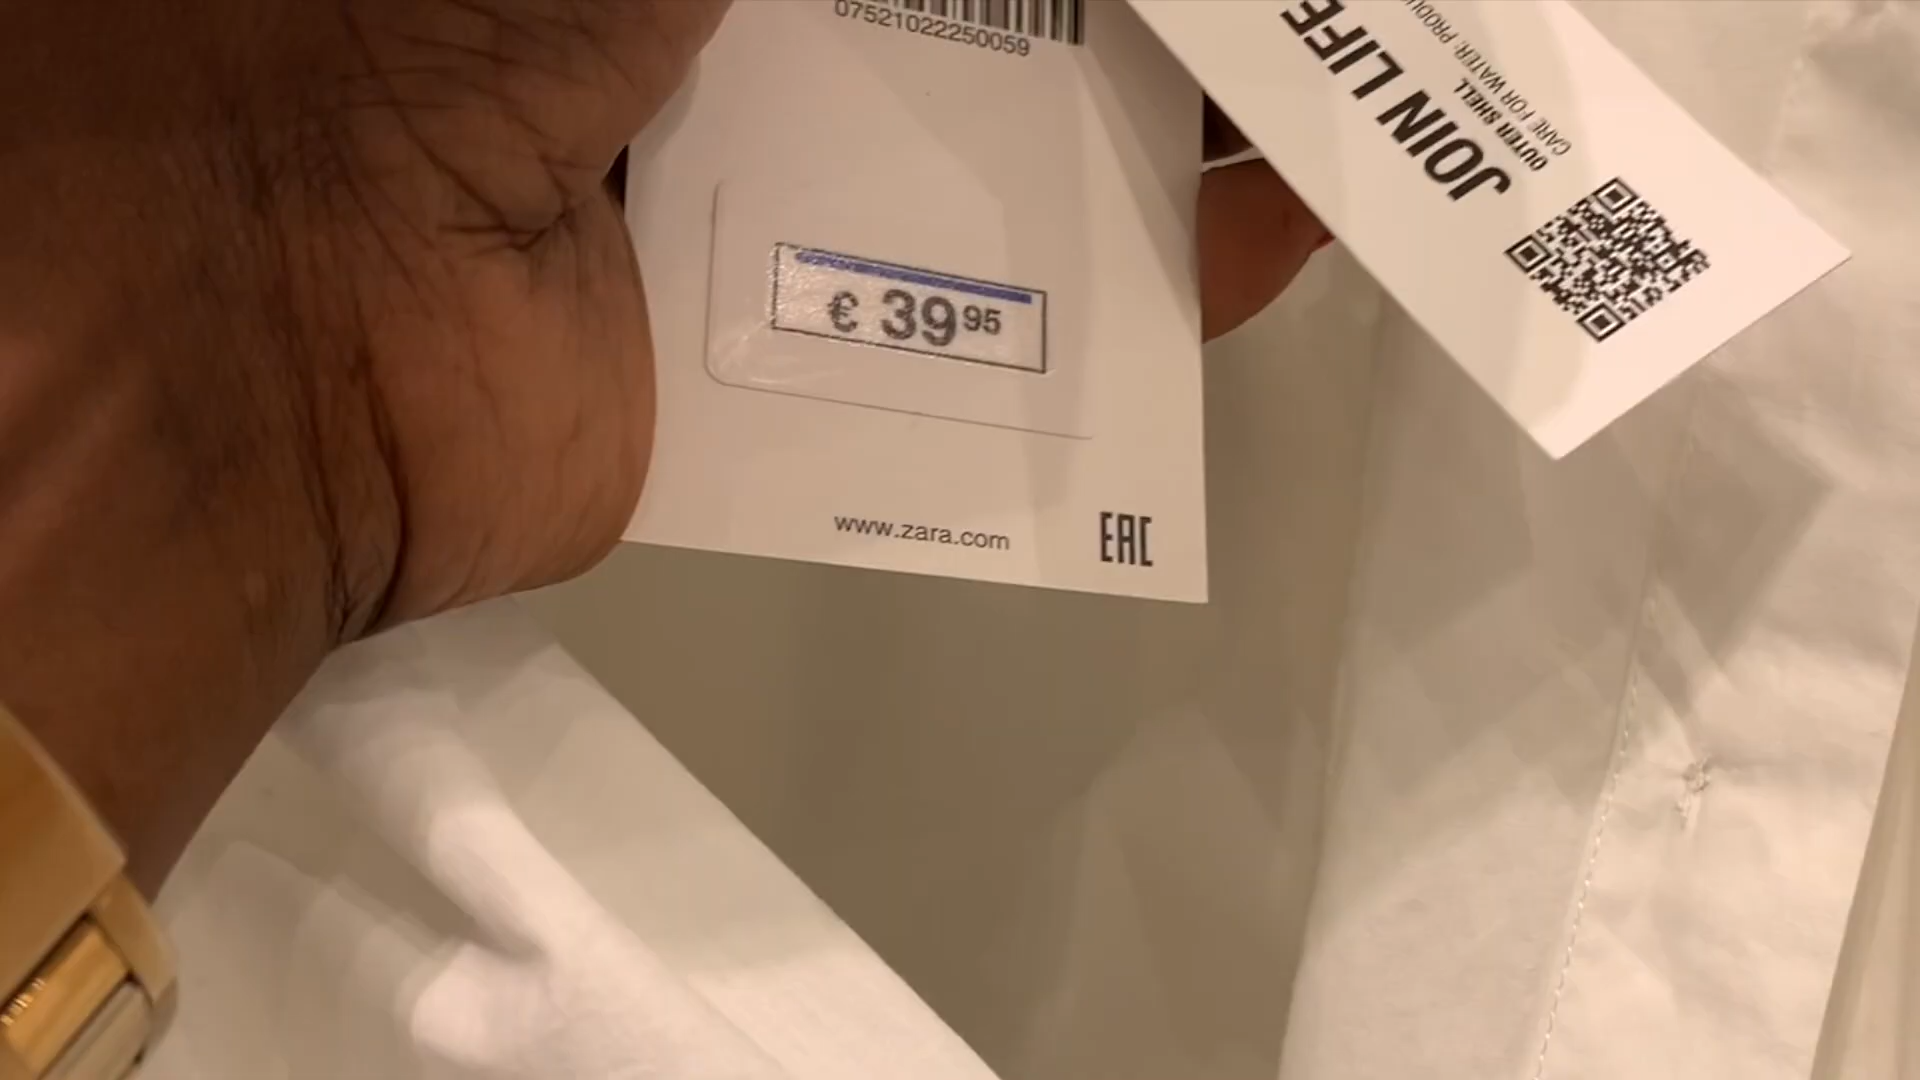 07521022250059
€ 39 95
www.zara.com
EAC
JOIN LIFE
OUTER SHELL
CARE FOR WATER: